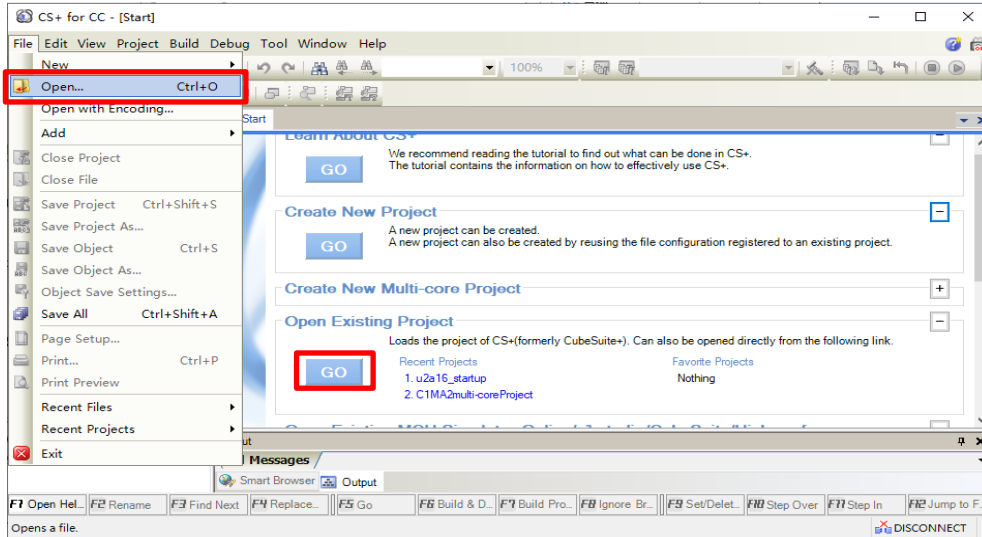 CS+ for CC - [Start]
File Edit View Project Build Debug Tool Window Help
New
100%
Open... Ctrl+O
Open with Encoding...
Add
Close Project
Close File
Save Project Ctrl+Shift+S
Save Project As...
Save Object Ctrl+S
Save Object As...
Object Save Settings...
Save All Ctrl+Shift+A
Page Setup...
Print... Ctrl+P
Print Preview
Recent Files
Recent Projects
Exit
Start
Learn About CS+
GO
We recommend reading the tutorial to find out what can be done in CS+.
The tutorial contains the information on how to effectively use CS+.
Create New Project
GO
A new project can be created.
A new project can also be created by reusing the file configuration registered to an existing project.
Create New Multi-core Project
Open Existing Project
Loads the project of CS+(formerly CubeSuite+). Can also be opened directly from the following link.
GO
Recent Projects
1. u2a16_startup
2. C1MA2multi-coreProject
Favorite Projects
Nothing
Messages
Smart Browser Output
F1 Open Hel... F2 Rename F3 Find Next F4 Replace... F5 Go F6 Build & D... F7 Build Pro... F8 Ignore Br... F9 Set/Delet... F10 Step Over F11 Step In F12 Jump to F...
Opens a file. DISCONNECT